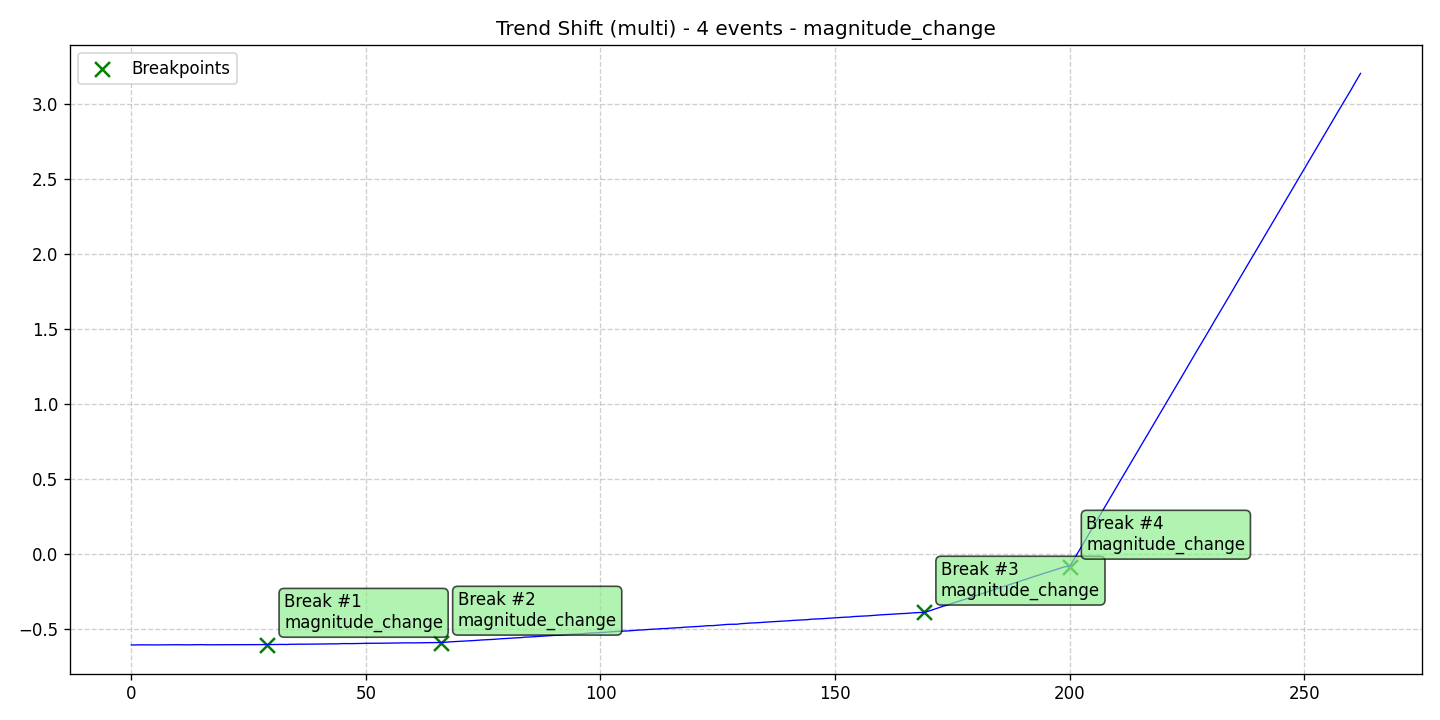 Trend Shift (multi) - 4 events - magnitude_change
Breakpoints
3.0
2.5
2.0
1.5
1.0
0.5
0.0
−0.5
Break #4
magnitude_change
Break #3
magnitude_change
Break #2
magnitude_change
Break #1
magnitude_change
0
50
100
150
200
250